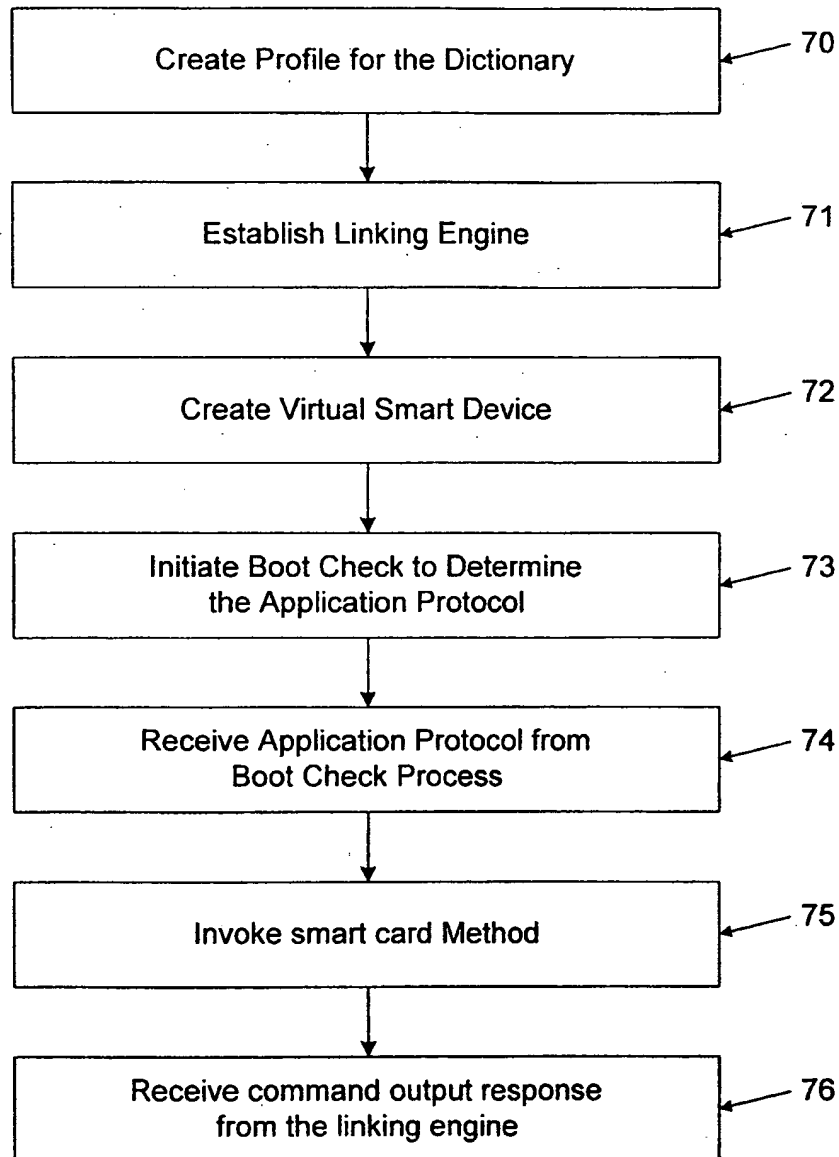 Create Profile for the Dictionary
70
Establish Linking Engine
71
Create Virtual Smart Device
72
Initiate Boot Check to Determine
the Application Protocol
73
Receive Application Protocol from
Boot Check Process
74
Invoke smart card Method
75
Receive command output response
from the linking engine
76